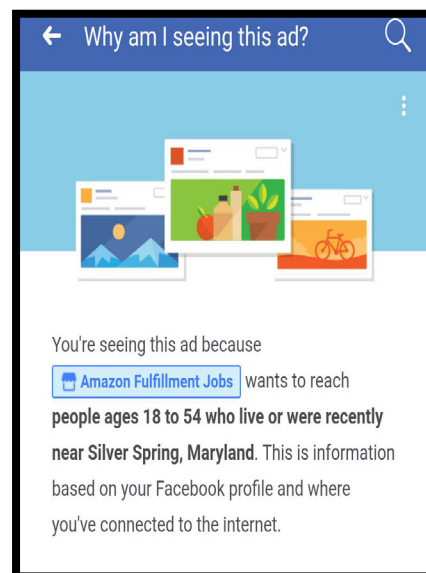 Why am I seeing this ad?
You're seeing this ad because
Amazon Fulfillment Jobs wants to reach
people ages 18 to 54 who live or were recently
near Silver Spring, Maryland. This is information
based on your Facebook profile and where
you've connected to the internet.